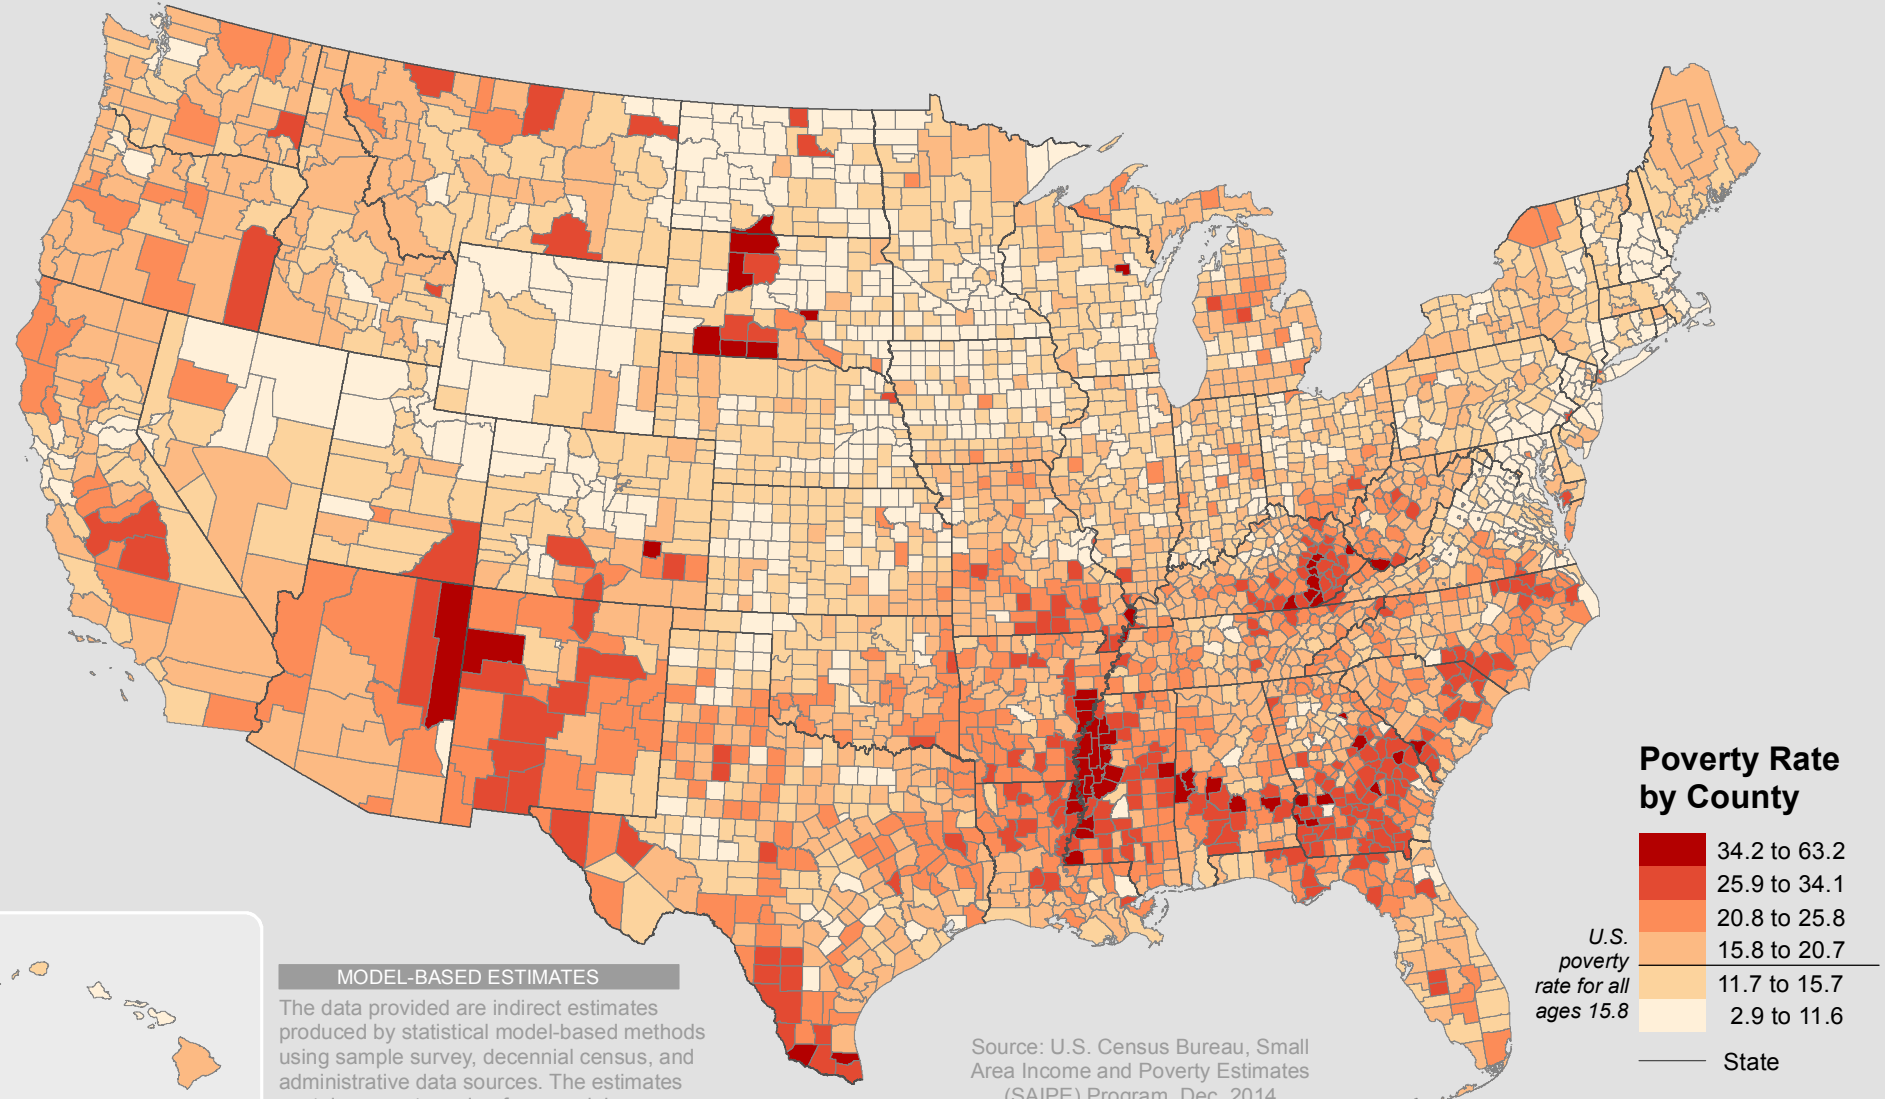 Poverty Rate
by County
34.2 to 63.2
25.9 to 34.1
20.8 to 25.8
15.8 to 20.7
11.7 to 15.7
2.9 to 11.6
State
U.S.
poverty
rate for all
ages 15.8
MODEL-BASED ESTIMATES
The data provided are indirect estimates
produced by statistical model-based methods
using sample survey, decennial census, and
administrative data sources. The estimates
Source: U.S. Census Bureau, Small
Area Income and Poverty Estimates
(SAIPE) Program, Dec. 2014